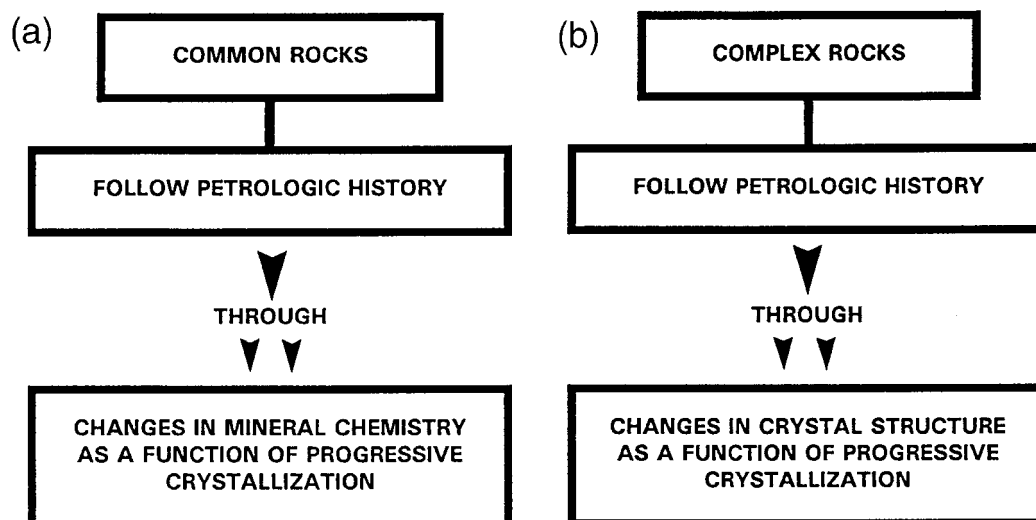 (a)
COMMON ROCKS
FOLLOW PETROLOGIC HISTORY
THROUGH
CHANGES IN MINERAL CHEMISTRY
AS A FUNCTION OF PROGRESSIVE
CRYSTALLIZATION
(b)
COMPLEX ROCKS
FOLLOW PETROLOGIC HISTORY
THROUGH
CHANGES IN CRYSTAL STRUCTURE
AS A FUNCTION OF PROGRESSIVE
CRYSTALLIZATION